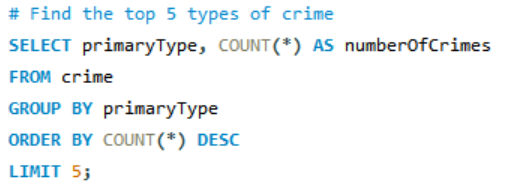 # Find the top 5 types of crime
SELECT primaryType, COUNT(*) AS numberOfCrimes
FROM crime
GROUP BY primaryType
ORDER BY COUNT(*) DESC
LIMIT 5;